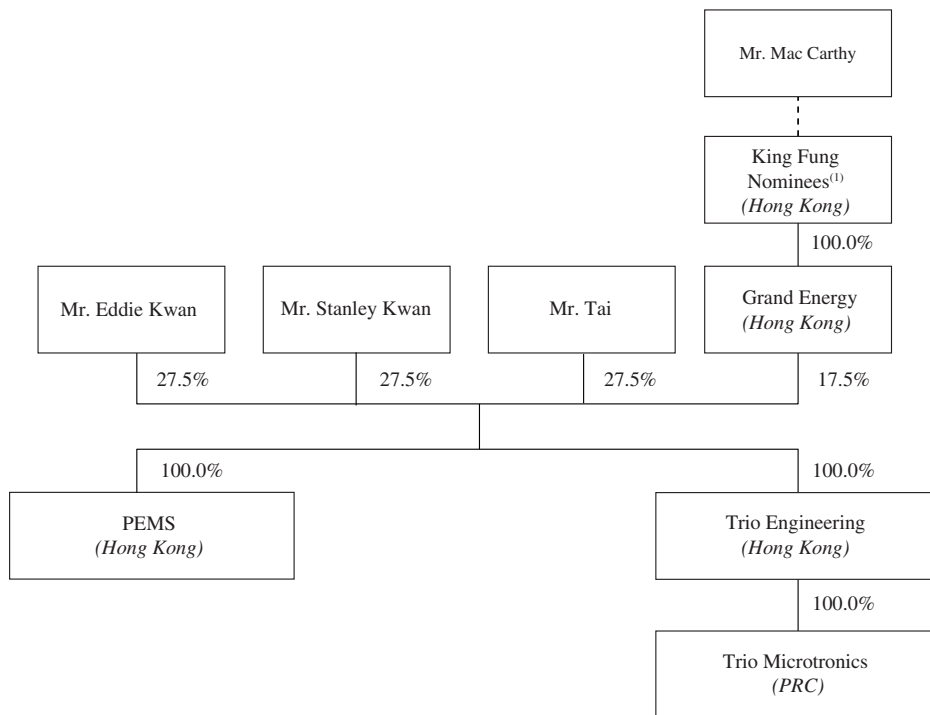 Mr. Mac Carthy
King Fung
Nominees(1)
(Hong Kong)
100.0%
Mr. Eddie Kwan
Mr. Stanley Kwan
Mr. Tai
Grand Energy
(Hong Kong)
27.5%
27.5%
27.5%
17.5%
100.0%
100.0%
PEMS
(Hong Kong)
Trio Engineering
(Hong Kong)
100.0%
Trio Microtronics
(PRC)